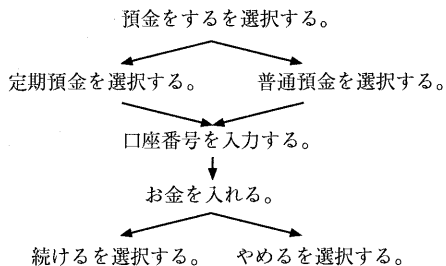 預金をするを選択する。
定期預金を選択する。
普通預金を選択する。
口座番号を入力する。
お金を入れる。
続けるを選択する。
やめるを選択する。